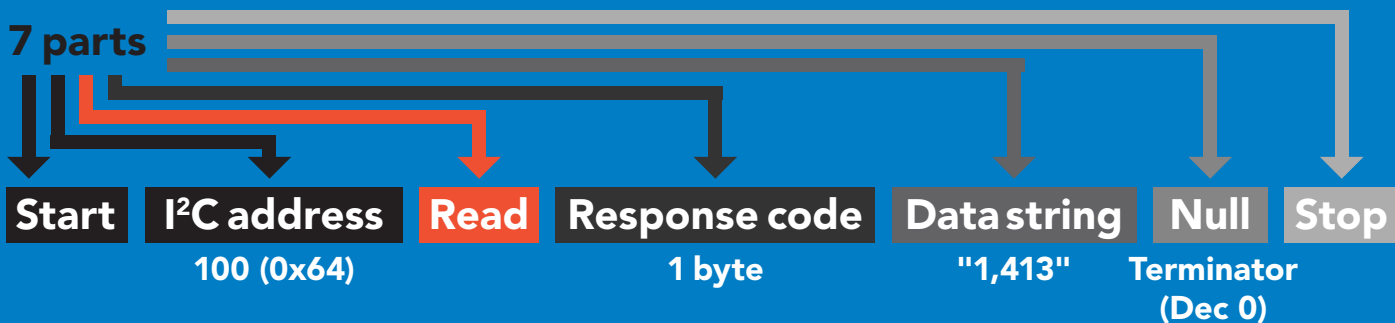 7 parts
Start I²C address Read Response code Data string Null Stop
100 (0x64) 1 byte "1,413" Terminator
(Dec 0)